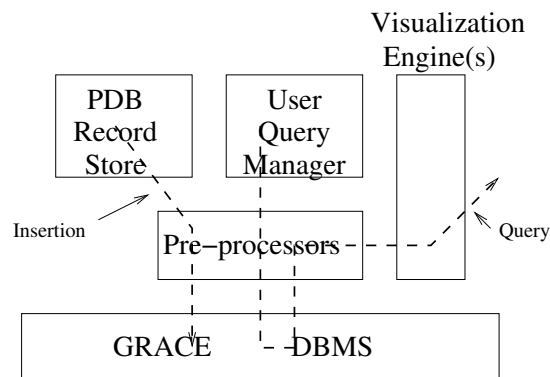 Visualization
Engine(s)
PDB
Record
Store
User
Query
Manager
Insertion
Pre-processors
Query
GRACE DBMS